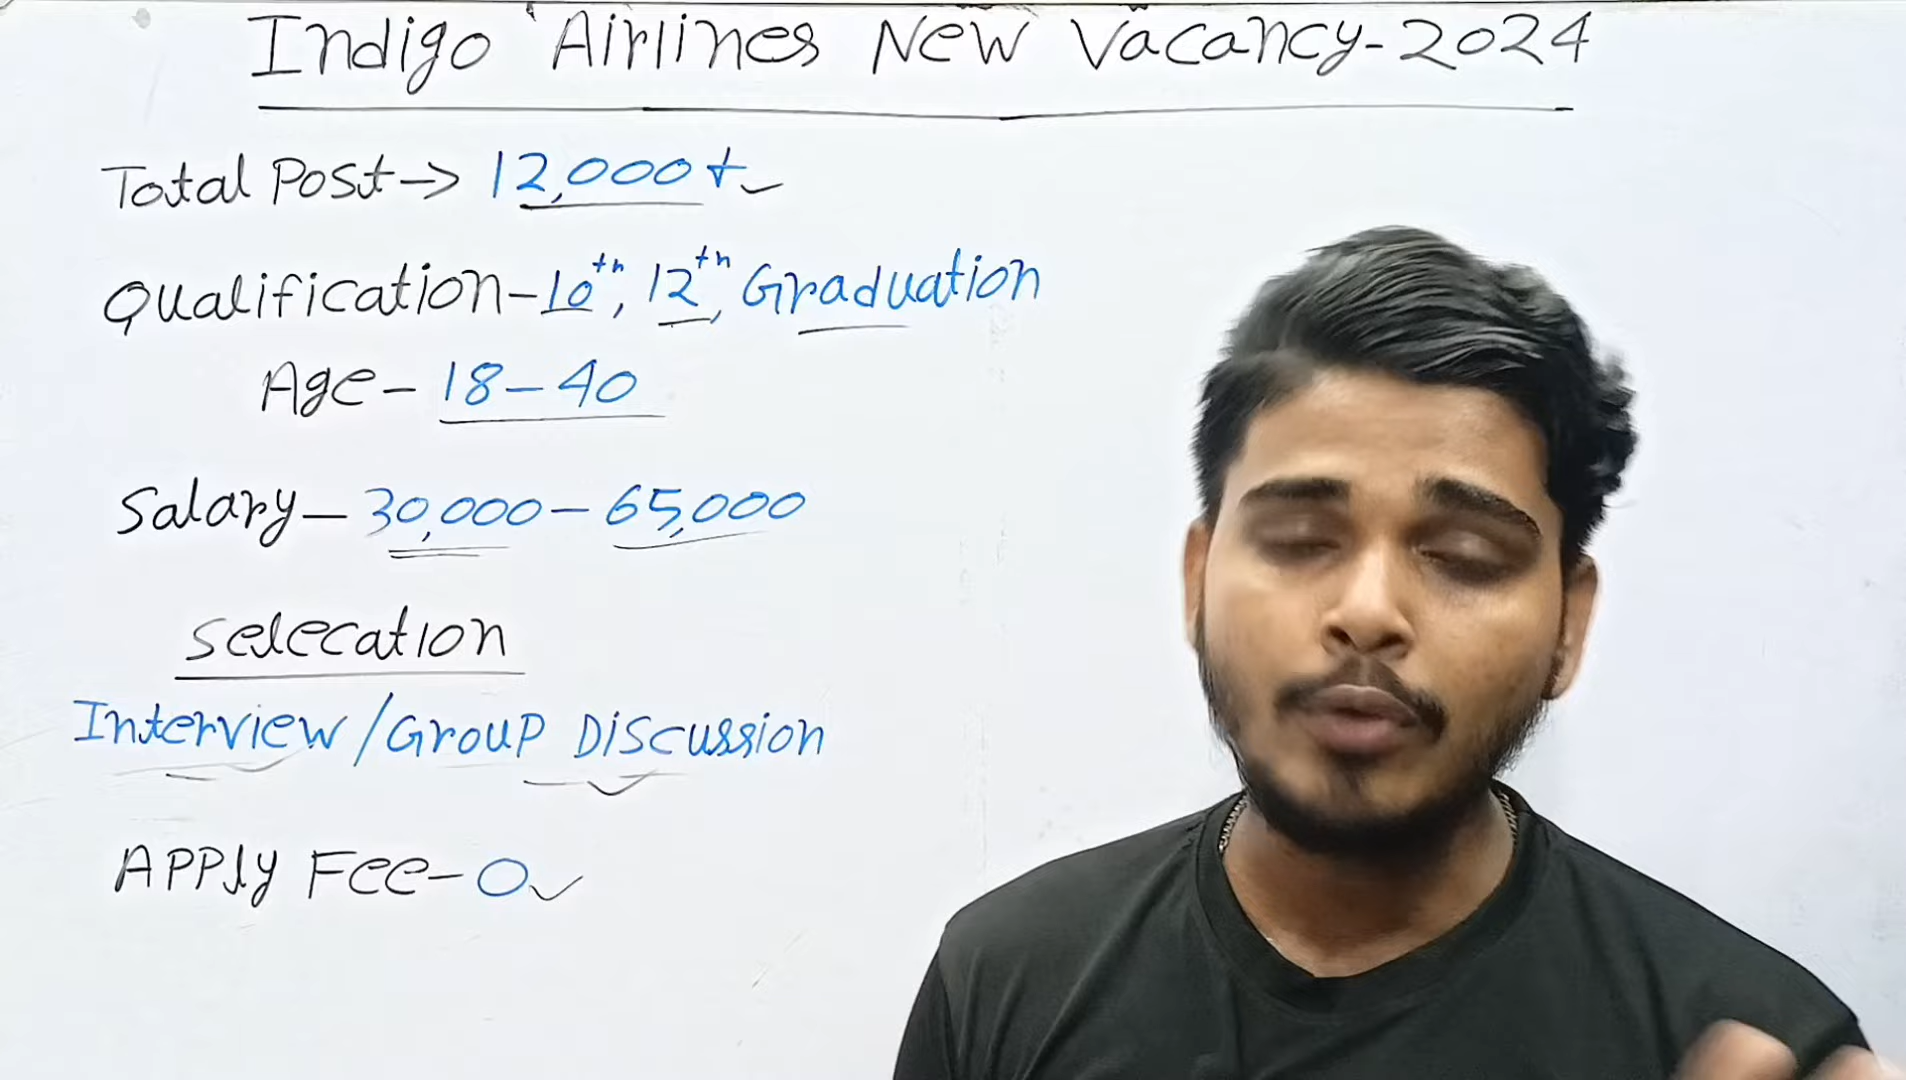 Indigo Airlines New Vacancy-2024
Total Post→ 12,000+
Qualification-10th, 12th, Graduation
Age-18-40
Salary-30,000-65,000
Selecation
Interview/Group Discussion
APPly Fee-0